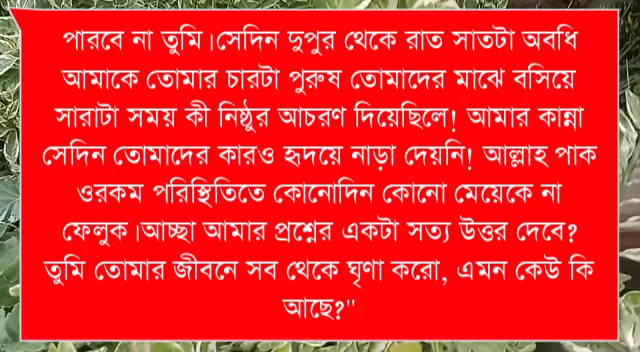 পারবে না তুমি।সেদিন দুপুর থেকে রাত সাতটা অবধি
আমাকে তোমার চারটা পুরুষ তোমাদের মাঝে বসিয়ে
সারাটা সময় কী নিষ্ঠুর আচরণ দিয়েছিলে! আমার কান্না
সেদিন তোমাদের কারও হৃদয়ে নাড়া দেয়নি! আল্লাহ পাক
ওরকম পরিস্থিতিতে কোনোদিন কোনো মেয়েকে না
ফেলুক।আচ্ছা আমার প্রশ্নের একটা সত্য উত্তর দেবে?
তুমি তোমার জীবনে সব থেকে ঘৃণা করো, এমন কেউ কি
আছে?"